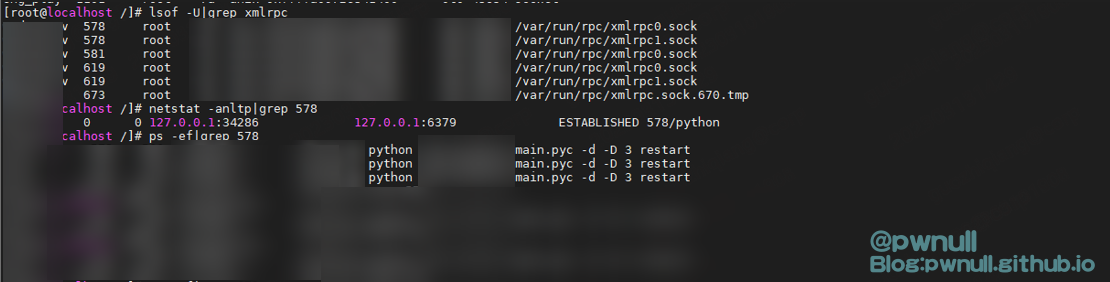 [root@localhost /]# lsof -U|grep xmlrpc
v 578 root /var/run/rpc/xmlrpc0.sock
v 578 root /var/run/rpc/xmlrpc1.sock
v 581 root /var/run/rpc/xmlrpc0.sock
v 619 root /var/run/rpc/xmlrpc0.sock
v 619 root /var/run/rpc/xmlrpc1.sock
673 root /var/run/rpc/xmlrpc.sock.670.tmp
calhost /]# netstat -anltp|grep 578
0 0 127.0.0.1:34286 127.0.0.1:6379 ESTABLISHED 578/python
calhost /]# ps -ef|grep 578
python main.pyc -d -D 3 restart
python main.pyc -d -D 3 restart
python main.pyc -d -D 3 restart
@pwnull
Blog:pwnull.github.io